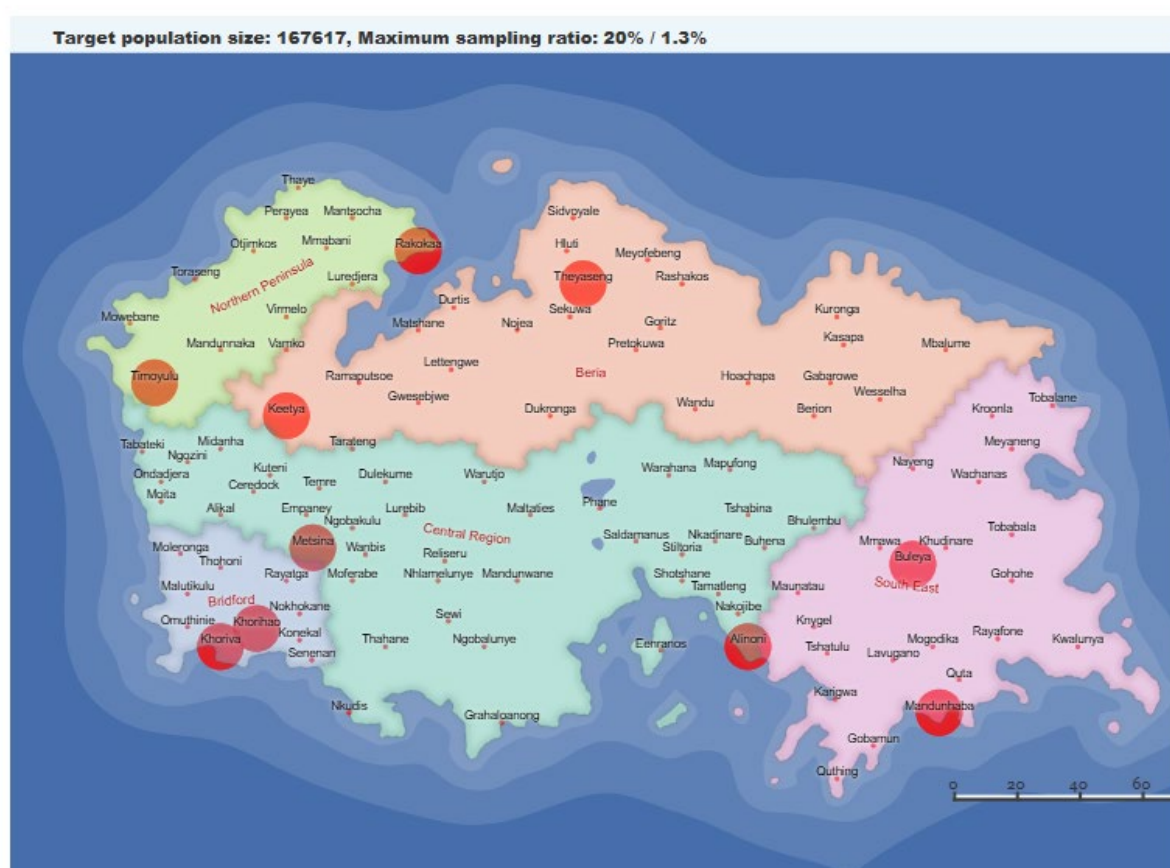 Target population size: 167617, Maximum sampling ratio: 20% / 1.3%
Thaye
Perayea
Mantsocha
Sidvoyale
Otjimkos
Mmabani
Rakokaa
Hluti
Meyofebeng
Toraseng
Northern Peninsula
Luredjera
Theyaseng
Rashakos
Durtis
Mowebane
Virmelo
Matshane
Nojea
Sekuwa
Goritz
Kuronga
Mandunnaka
Vamko
Pretokuwa
Kasapa
Mbalume
Timoyulu
Ramaputsoe
Lettengwe
Beria
Hoachapa
Gabarowe
Wesselha
Tobalane
Keetya
Gwesebjwe
Dukronga
Wandu
Berion
Kroonla
Tabateki
Midanha
Tarateng
Meyaneng
Ngozini
Ondadjera
Kuteni
Ceredock
Temre
Dulekume
Warutjo
Warahana
Mapufong
Nayeng
Wachanas
Moita
Alikal
Empaney
Ngobakulu
Lurebib
Maltaties
Phane
Tshabina
Bhulembu
Tobabala
Central Region
Metsina
Wanbis
Reliseru
Saldamanus
Nkadinare
Stiltoria
Buhena
Mmawa
Khudinare
Buleya
Moleronga
Thohoni
Rayatga
Moferabe
Nhlamelunye
Mandunwane
Shotshane
Tamatleng
Maunatau
South East
Gohohe
Malutikulu
Bridford
Nokhokane
Sewi
Nakojibe
Omuthinie
Khoriva
Khorihao
Konekal
Senenan
Thahane
Ngobalunye
Eenranos
Alinoni
Knygel
Tshatulu
Lavugano
Mogodika
Rayafone
Kwalunya
Quta
Nkudis
Grahaloanong
Karigwa
Mandunhaba
Gobamun
Quthing
0 20 40 60